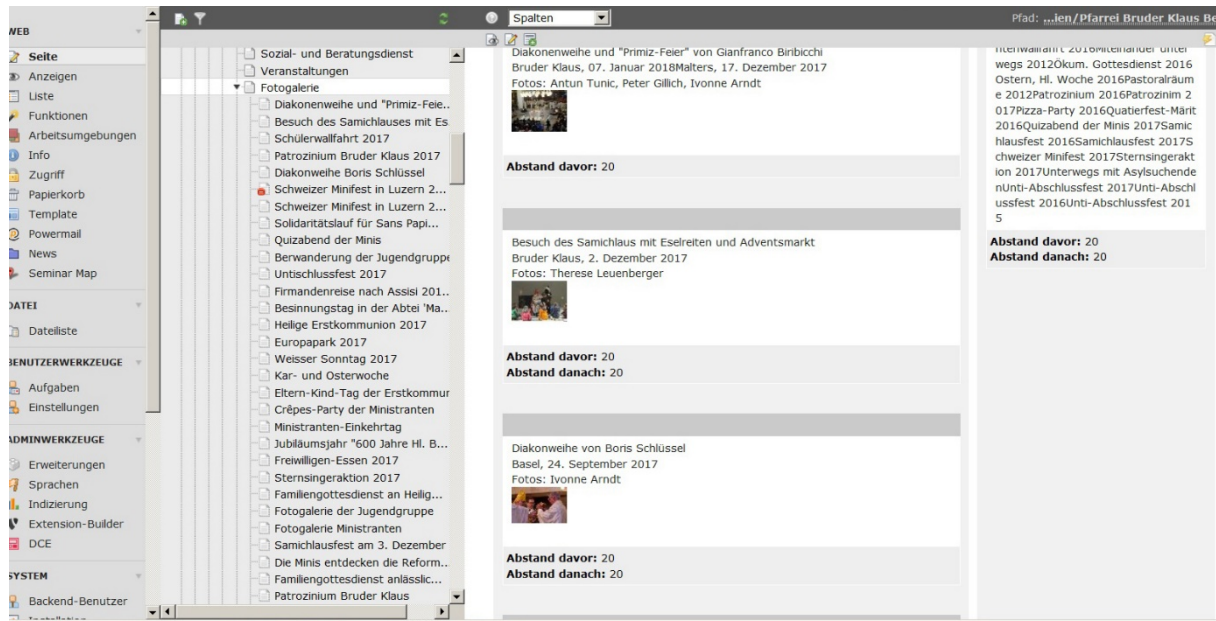 Spalten
Pfad: ...ien/Pfarrei Bruder Klaus Be
WEB
Seite
Anzeigen
Liste
Funktionen
Arbeitsumgebungen
Info
Zugriff
Papierkorb
Template
Powermail
News
Seminar Map
DATEI
Dateiliste
BENUTZERWERKZEUGE
Aufgaben
Einstellungen
ADMINWERKZEUGE
Erweiterungen
Sprachen
Indizierung
Extension-Builder
DCE
SYSTEM
Backend-Benutzer
Sozial- und Beratungsdienst
Veranstaltungen
Fotogalerie
Diakonenweihe und "Primiz-Feie..
Besuch des Samichlauses mit Es
Schülerwallfahrt 2017
Patrozinium Bruder Klaus 2017
Diakonweihe Boris Schlüssel
Schweizer Minifest in Luzern 2...
Schweizer Minifest in Luzern 2...
Solidaritätslauf für Sans Papi...
Quizabend der Minis
Berwanderung der Jugendgruppe
Untischlussfest 2017
Firmandenreise nach Assisi 201..
Besinnungstag in der Abtei 'Ma..
Heilige Erstkommunion 2017
Europapark 2017
Weisser Sonntag 2017
Kar- und Osterwoche
Eltern-Kind-Tag der Erstkommur
Crêpes-Party der Ministranten
Ministranten-Einkehrtag
Jubiläumsjahr "600 Jahre Hl. B...
Freiwilligen-Essen 2017
Sternsingeraktion 2017
Familiengottesdienst an Heilig...
Fotogalerie der Jugendgruppe
Fotogalerie Ministranten
Samichlausfest am 3. Dezember
Die Minis entdecken die Reform...
Familiengottesdienst anlässlic...
Patrozinium Bruder Klaus
Diakonenweihe und "Primiz-Feier" von Gianfranco Biribicchi
Bruder Klaus, 07. Januar 2018Malters, 17. Dezember 2017
Fotos: Antun Tunic, Peter Gillich, Ivonne Arndt
Abstand davor: 20
Besuch des Samichlaus mit Eselreiten und Adventsmarkt
Bruder Klaus, 2. Dezember 2017
Fotos: Therese Leuenberger
Abstand davor: 20
Abstand danach: 20
Diakonweihe von Boris Schlüssel
Basel, 24. September 2017
Fotos: Ivonne Arndt
Abstand davor: 20
Abstand danach: 20
ntenwallfahrt 2016Miteinander unter
wegs 2012Ökum. Gottesdienst 2016
Ostern, Hl. Woche 2016Pastoralräum
e 2012Patrozinium 2016Patrozinim 2
017Pizza-Party 2016Quatierfest-Märit
2016Quizabend der Minis 2017Samic
hlausfest 2016Samichlausfest 2017S
chweizer Minifest 2017Sternsingerakt
ion 2017Unterwegs mit Asylsuchende
nUnti-Abschlussfest 2017Unti-Abschl
ussfest 2016Unti-Abschlussfest 201
5
Abstand davor: 20
Abstand danach: 20